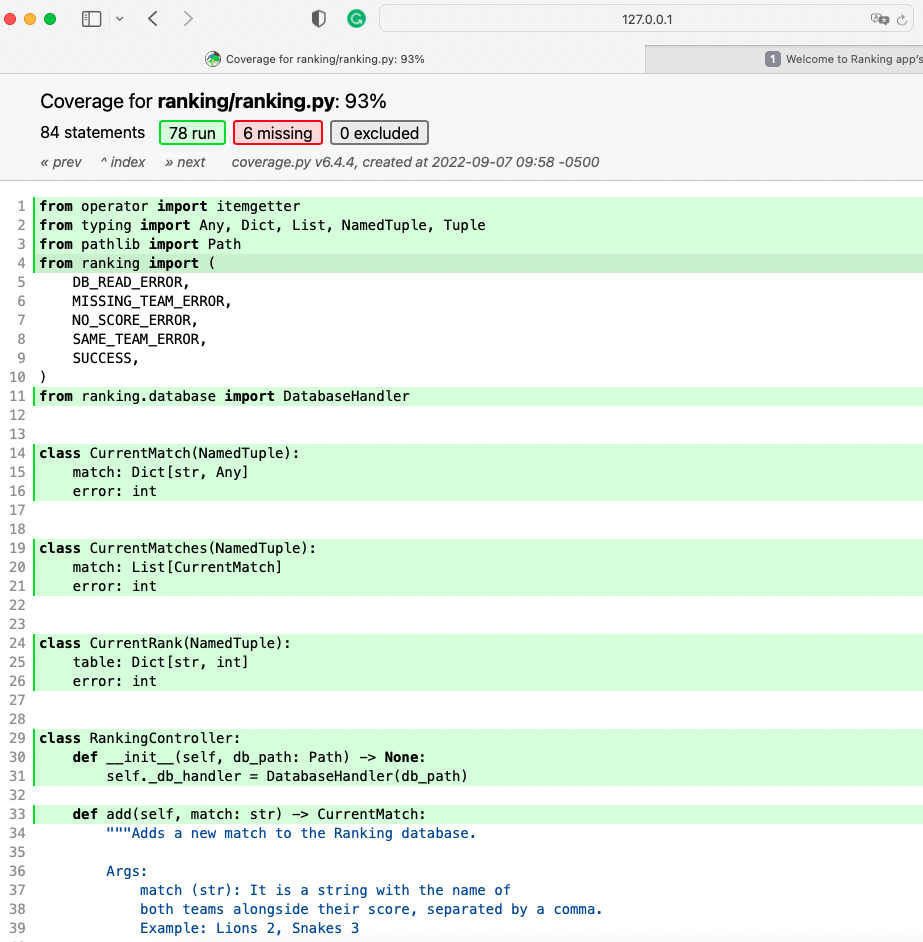 127.0.0.1
Coverage for ranking/ranking.py: 93%
1 Welcome to Ranking app's
Coverage for ranking/ranking.py: 93%
84 statements 78 run 6 missing 0 excluded
« prev ^ index » next coverage.py v6.4.4, created at 2022-09-07 09:58 -0500
1 from operator import itemgetter
2 from typing import Any, Dict, List, NamedTuple, Tuple
3 from pathlib import Path
4 from ranking import (
5     DB_READ_ERROR,
6     MISSING_TEAM_ERROR,
7     NO_SCORE_ERROR,
8     SAME_TEAM_ERROR,
9     SUCCESS,
10 )
11 from ranking.database import DatabaseHandler
12
13
14 class CurrentMatch(NamedTuple):
15     match: Dict[str, Any]
16     error: int
17
18
19 class CurrentMatches(NamedTuple):
20     match: List[CurrentMatch]
21     error: int
22
23
24 class CurrentRank(NamedTuple):
25     table: Dict[str, int]
26     error: int
27
28
29 class RankingController:
30     def __init__(self, db_path: Path) -> None:
31         self._db_handler = DatabaseHandler(db_path)
32
33     def add(self, match: str) -> CurrentMatch:
34         """Adds a new match to the Ranking database.
35
36         Args:
37             match (str): It is a string with the name of
38             both teams alongside their score, separated by a comma.
39             Example: Lions 2, Snakes 3